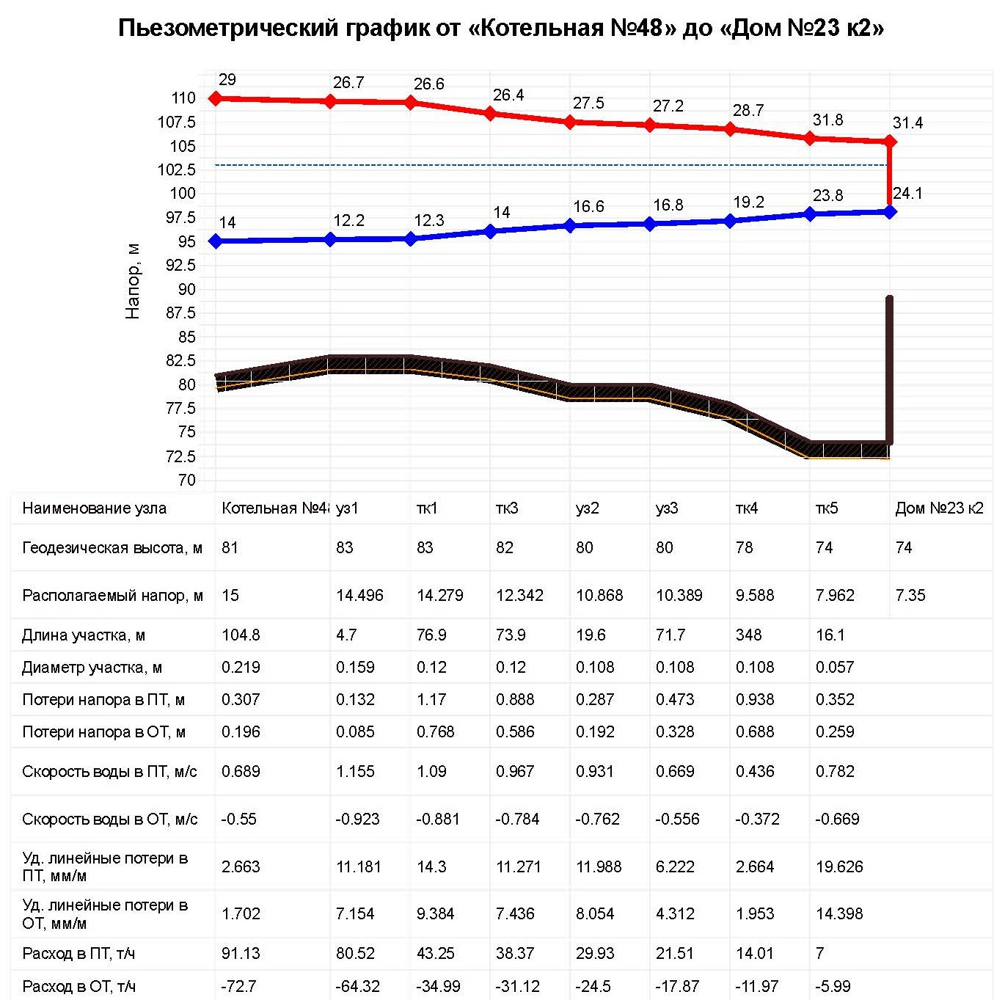 Пьезометрический график от «Котельная №48» до «Дом №23 к2»
29
26.7
26.6
26.4
27.5
27.2
28.7
31.8
31.4
14
12.2
12.3
14
16.6
16.8
19.2
23.8
24.1
Напор, м
110
107.5
105
102.5
100
97.5
95
92.5
90
87.5
85
82.5
80
77.5
75
72.5
70
Наименование узла Котельная №48 уз1 тк1 тк3 уз2 уз3 тк4 тк5 Дом №23 к2
Геодезическая высота, м 81 83 83 82 80 80 78 74 74
Располагаемый напор, м 15 14.496 14.279 12.342 10.868 10.389 9.588 7.962 7.35
Длина участка, м 104.8 4.7 76.9 73.9 19.6 71.7 348 16.1
Диаметр участка, м 0.219 0.159 0.12 0.12 0.108 0.108 0.108 0.057
Потери напора в ПТ, м 0.307 0.132 1.17 0.888 0.287 0.473 0.938 0.352
Потери напора в ОТ, м 0.196 0.085 0.768 0.586 0.192 0.328 0.688 0.259
Скорость воды в ПТ, м/с 0.689 1.155 1.09 0.967 0.931 0.669 0.436 0.782
Скорость воды в ОТ, м/с -0.55 -0.923 -0.881 -0.784 -0.762 -0.556 -0.372 -0.669
Уд. линейные потери в
ПТ, мм/м 2.663 11.181 14.3 11.271 11.988 6.222 2.664 19.626
Уд. линейные потери в
ОТ, мм/м 1.702 7.154 9.384 7.436 8.054 4.312 1.953 14.398
Расход в ПТ, т/ч 91.13 80.52 43.25 38.37 29.93 21.51 14.01 7
Расход в ОТ, т/ч -72.7 -64.32 -34.99 -31.12 -24.5 -17.87 -11.97 -5.99